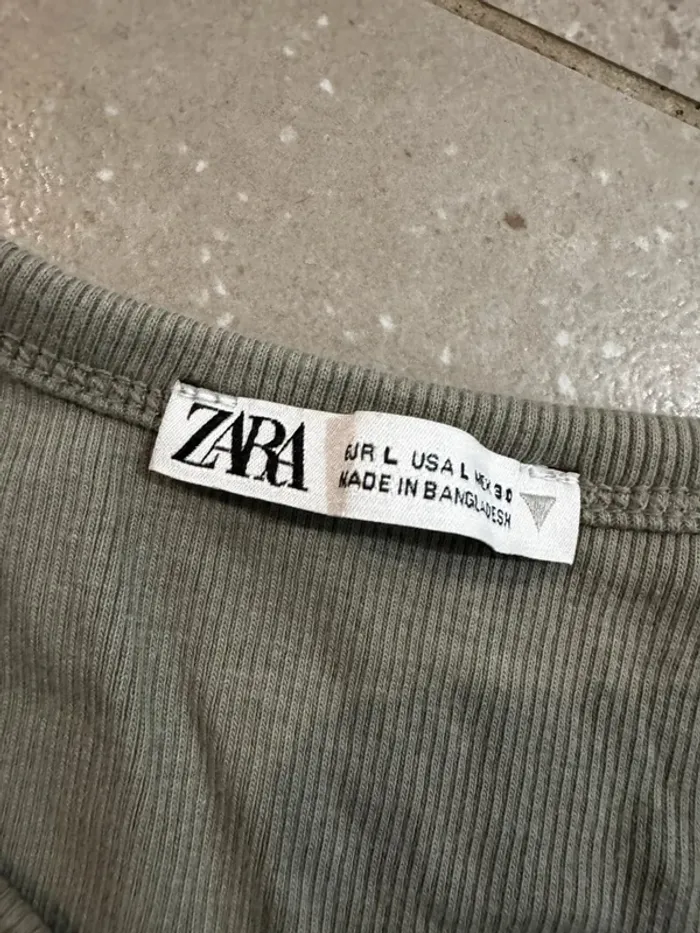 ZARA
EUR L USA L MEX 30
MADE IN BANGLADESH